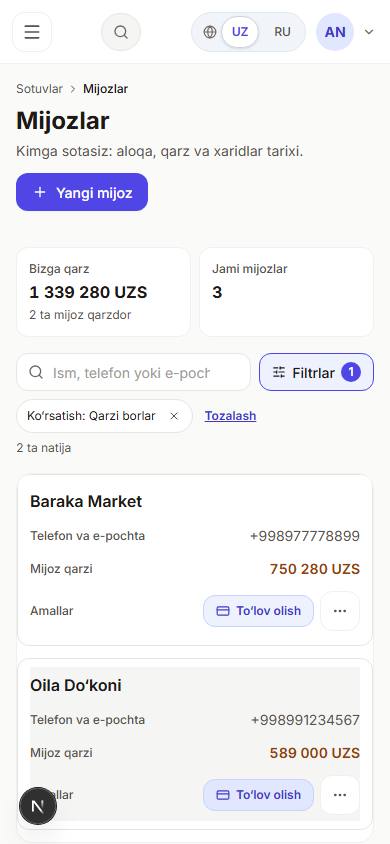 UZ RU AN
Sotuvlar > Mijozlar
Mijozlar
Kimga sotasiz: aloqa, qarz va xaridlar tarixi.
+ Yangi mijoz
Bizga qarz
1 339 280 UZS
2 ta mijoz qarzdor
Jami mijozlar
3
Ism, telefon yoki e-poch
Filtrlar 1
Koʻrsatish: Qarzi borlar ×
Tozalash
2 ta natija
Baraka Market
Telefon va e-pochta +998977778899
Mijoz qarzi 750 280 UZS
Amallar Toʻlov olish ...
Oila Doʻkoni
Telefon va e-pochta +998991234567
Mijoz qarzi 589 000 UZS
Toʻlov olish ...
N